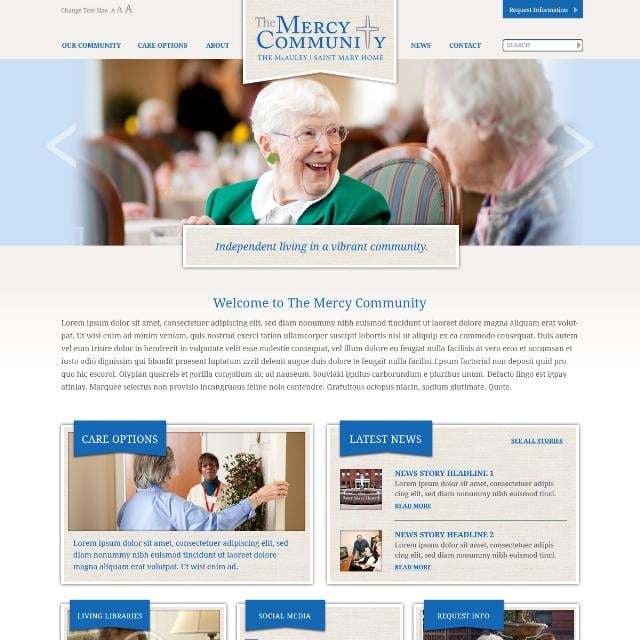 Change Text Size A A A
Request Information
The Mercy Community
THE McAULEY | SAINT MARY HOME
OUR COMMUNITY CARE OPTIONS ABOUT NEWS CONTACT SEARCH
Independent living in a vibrant community.
Welcome to The Mercy Community
Lorem ipsum dolor sit amet, consectetuer adipiscing elit, sed diam nonummy nibh euismod tincidunt ut laoreet dolore magna aliquam erat volut-
pat. Ut wisi enim ad minim veniam, quis nostrud exerci tation ullamcorper suscipit lobortis nisl ut aliquip ex ea commodo consequat. Duis autem
vel eum iriure dolor in hendrerit in vulputate velit esse molestie consequat, vel illum dolore eu feugiat nulla facilisis at vero eros et accumsan et
iusto odio dignissim qui blandit praesent luptatum zzril delenit augue duis dolore te feugait nulla facilisi.Epsum factorial non deposit quid pro
quo hic escorol. Olypian quarrels et gorilla congolium sic ad nauseum. Souvlaki ignitus carborundum e pluribus unum. Defacto lingo est igpay
atinlay. Marquee selectus non provisio incongruous feline nolo contendre. Gratuitous octopus niacin, sodium glutimate. Quote.
CARE OPTIONS
Lorem ipsum dolor sit amet, consectetuer adipiscing elit, sed
diam nonummy nibh euismod tincidunt ut laoreet dolore
magna aliquam erat volutpat. Ut wisi enim ad.
LATEST NEWS
SEE ALL STORIES
NEWS STORY HEADLINE 1
Lorem ipsum dolor sit amet, consectetuer adipis
cing elit, sed diam nonummy nibh euismod tinci.
READ MORE
NEWS STORY HEADLINE 2
Lorem ipsum dolor sit amet, consectetuer adipis
cing elit, sed diam nonummy nibh euismod tinci.
READ MORE
LIVING LIBRARIES
SOCIAL MEDIA
REQUEST INFO